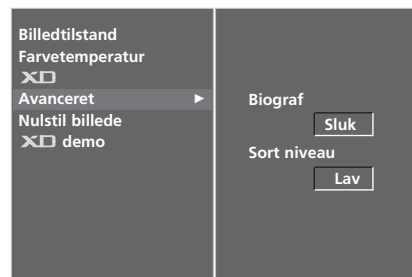 Billedtilstand
Farvetemperatur
XD
Avanceret ►
Nulstil billede
XD demo
Biograf
Sluk
Sort niveau
Lav